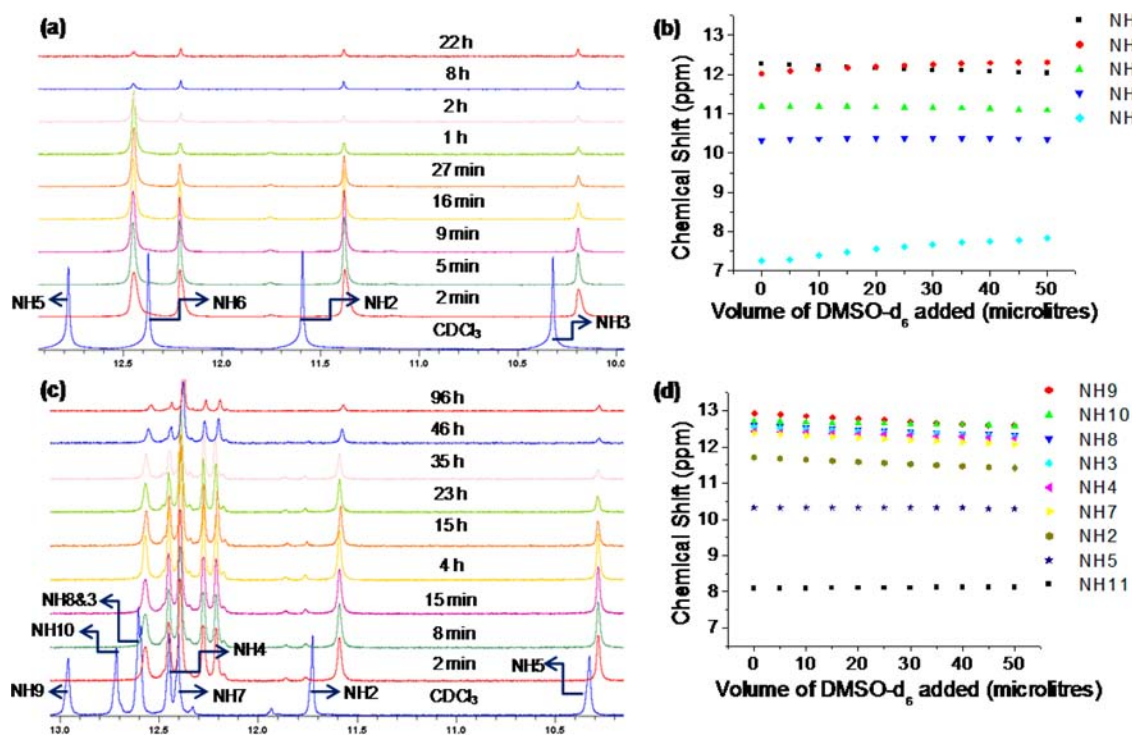 (a)
22 h
8 h
2 h
1 h
27 min
16 min
9 min
5 min
2 min
NH5
NH6
NH2
NH3
CDCl3
12.5 12.0 11.5 11.0 10.5 10.0
(b)
Chemical Shift (ppm)
13
12
11
10
9
8
7
0 10 20 30 40 50
Volume of DMSO-d6 added (microlitres)
NH
NH
NH
NH
NH
(c)
96 h
46 h
35 h
23 h
15 h
4 h
15 min
8 min
2 min
NH8&3
NH10
NH9
NH4
NH7
NH2
NH5
CDCl3
13.0 12.5 12.0 11.5 11.0 10.5
(d)
Chemical Shift (ppm)
13
12
11
10
9
8
7
0 10 20 30 40 50
Volume of DMSO-d6 added (microlitres)
NH9
NH10
NH8
NH3
NH4
NH7
NH2
NH5
NH11